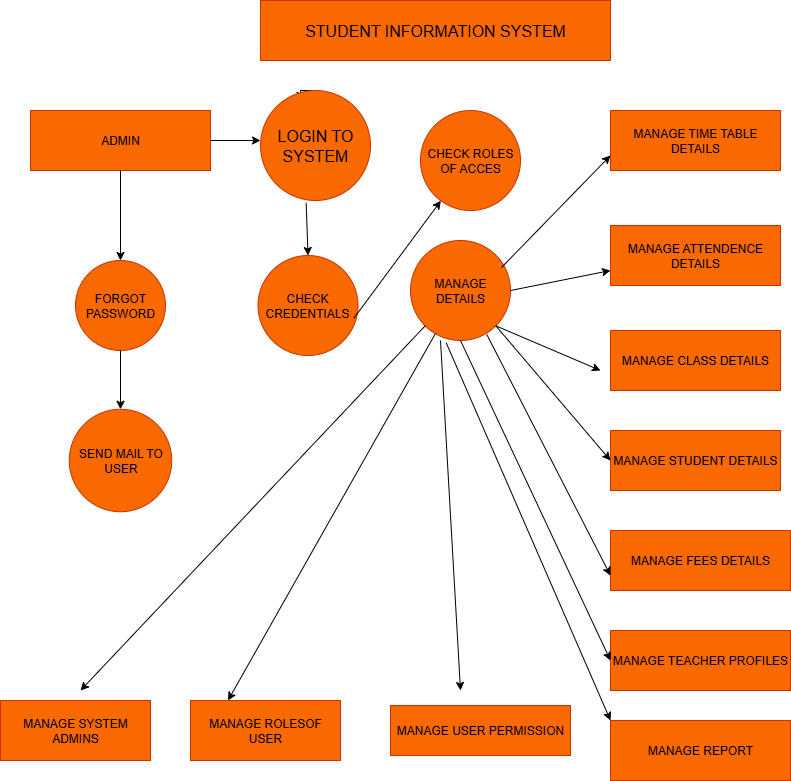 STUDENT INFORMATION SYSTEM
ADMIN
LOGIN TO
SYSTEM
CHECK ROLES
OF ACCES
MANAGE TIME TABLE
DETAILS
MANAGE ATTENDENCE
DETAILS
FORGOT
PASSWORD
CHECK
CREDENTIALS
MANAGE
DETAILS
MANAGE CLASS DETAILS
SEND MAIL TO
USER
MANAGE STUDENT DETAILS
MANAGE FEES DETAILS
MANAGE TEACHER PROFILES
MANAGE SYSTEM
ADMINS
MANAGE ROLESOF
USER
MANAGE USER PERMISSION
MANAGE REPORT